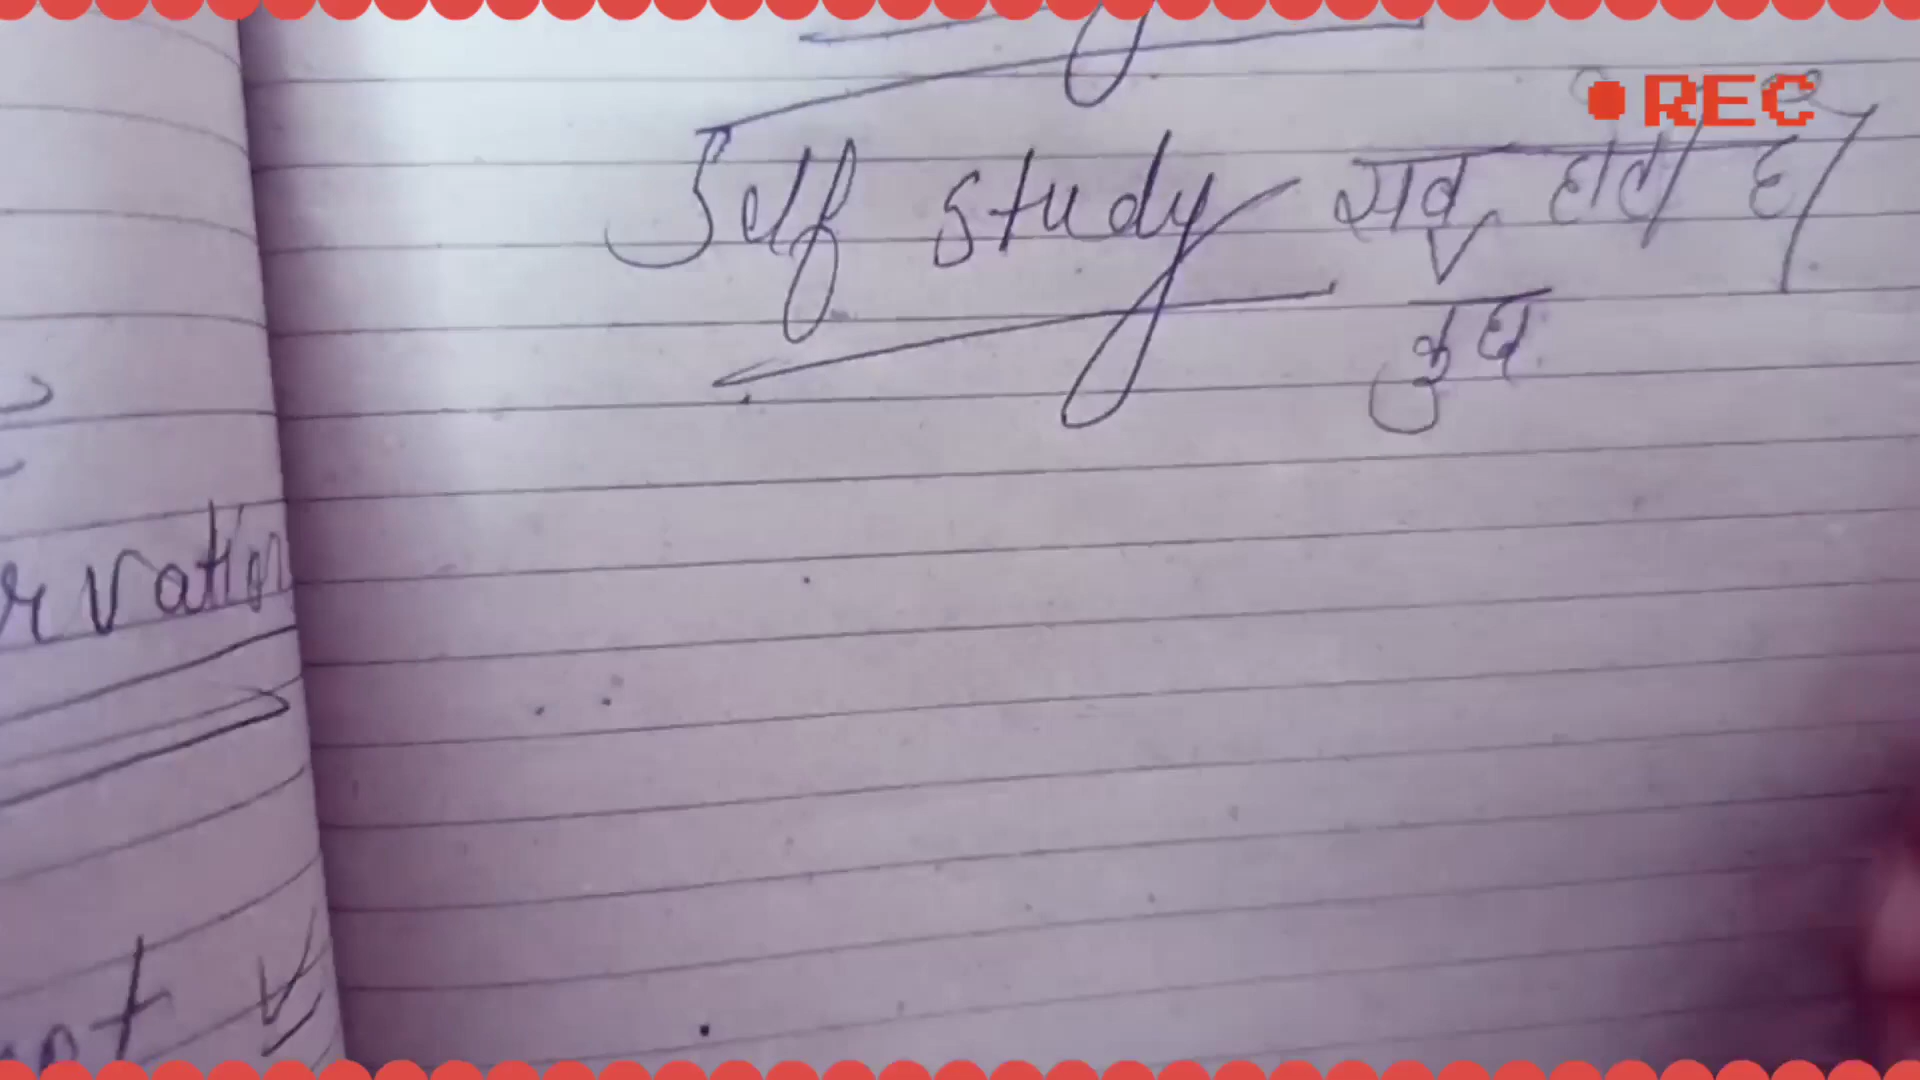 REC
Self study सब होता है
कुछ
rvation